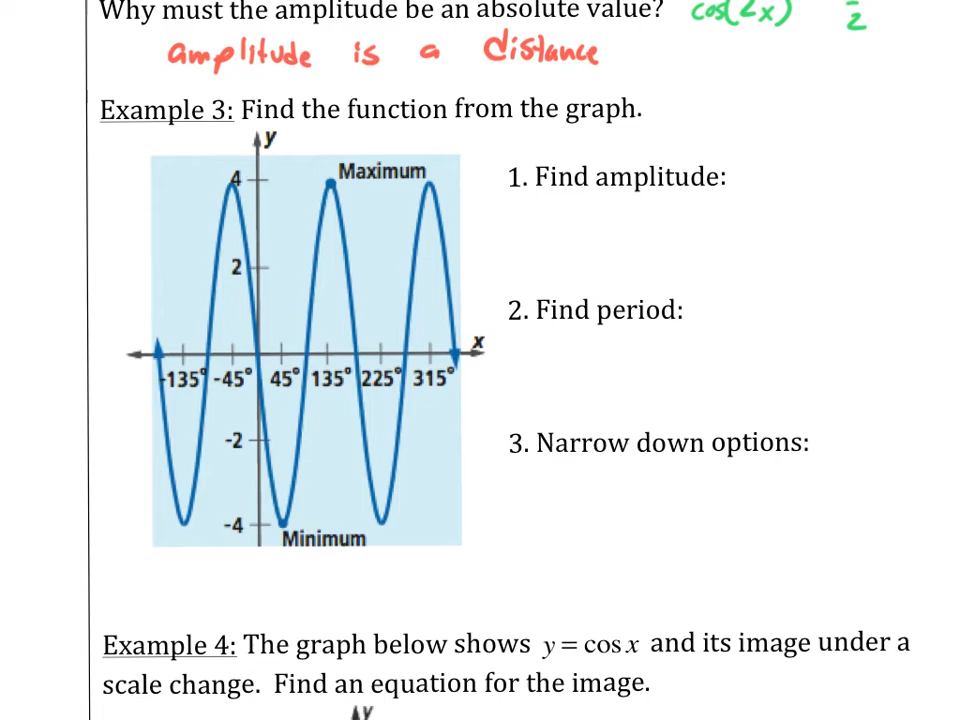 Why must the amplitude be an absolute value? cos(2x) 2
amplitude is a distance
Example 3: Find the function from the graph.
y
4 Maximum
1. Find amplitude:
2
2. Find period:
x
-135° -45° 45° 135° 225° 315°
-2
3. Narrow down options:
-4
Minimum
Example 4: The graph below shows y = cos x and its image under a
scale change. Find an equation for the image.
y